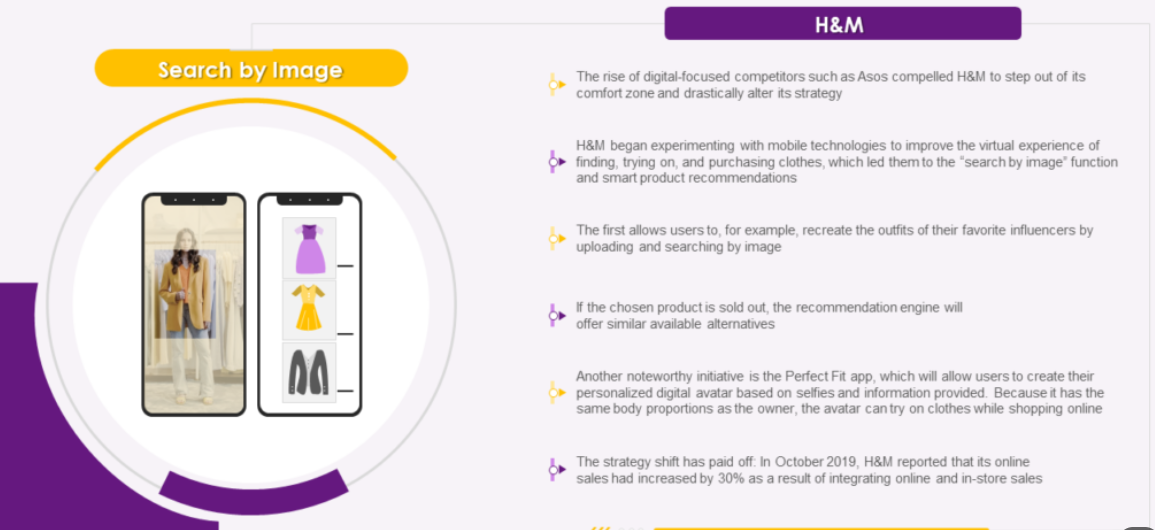 H&M
Search by Image
The rise of digital-focused competitors such as Asos compelled H&M to step out of its
comfort zone and drastically alter its strategy
H&M began experimenting with mobile technologies to improve the virtual experience of
finding, trying on, and purchasing clothes, which led them to the “search by image” function
and smart product recommendations
The first allows users to, for example, recreate the outfits of their favorite influencers by
uploading and searching by image
If the chosen product is sold out, the recommendation engine will
offer similar available alternatives
Another noteworthy initiative is the Perfect Fit app, which will allow users to create their
personalized digital avatar based on selfies and information provided. Because it has the
same body proportions as the owner, the avatar can try on clothes while shopping online
The strategy shift has paid off: In October 2019, H&M reported that its online
sales had increased by 30% as a result of integrating online and in-store sales